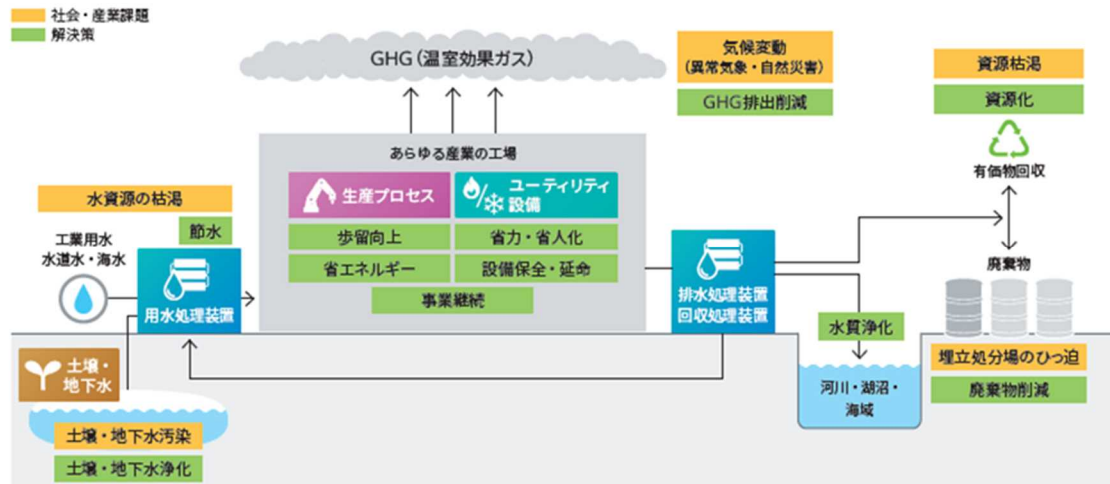 社会・産業課題
解決策
GHG（温室効果ガス）
気候変動
（異常気象・自然災害）
GHG排出削減
資源枯渇
資源化
有価物回収
あらゆる産業の工場
生産プロセス
ユーティリティ
設備
歩留向上
省力・省人化
省エネルギー
設備保全・延命
事業継続
水資源の枯渇
節水
工業用水
水道水・海水
用水処理装置
排水処理装置
回収処理装置
廃棄物
水質浄化
埋立処分場のひっ迫
廃棄物削減
河川・湖沼・
海域
土壌・
地下水
土壌・地下水汚染
土壌・地下水浄化